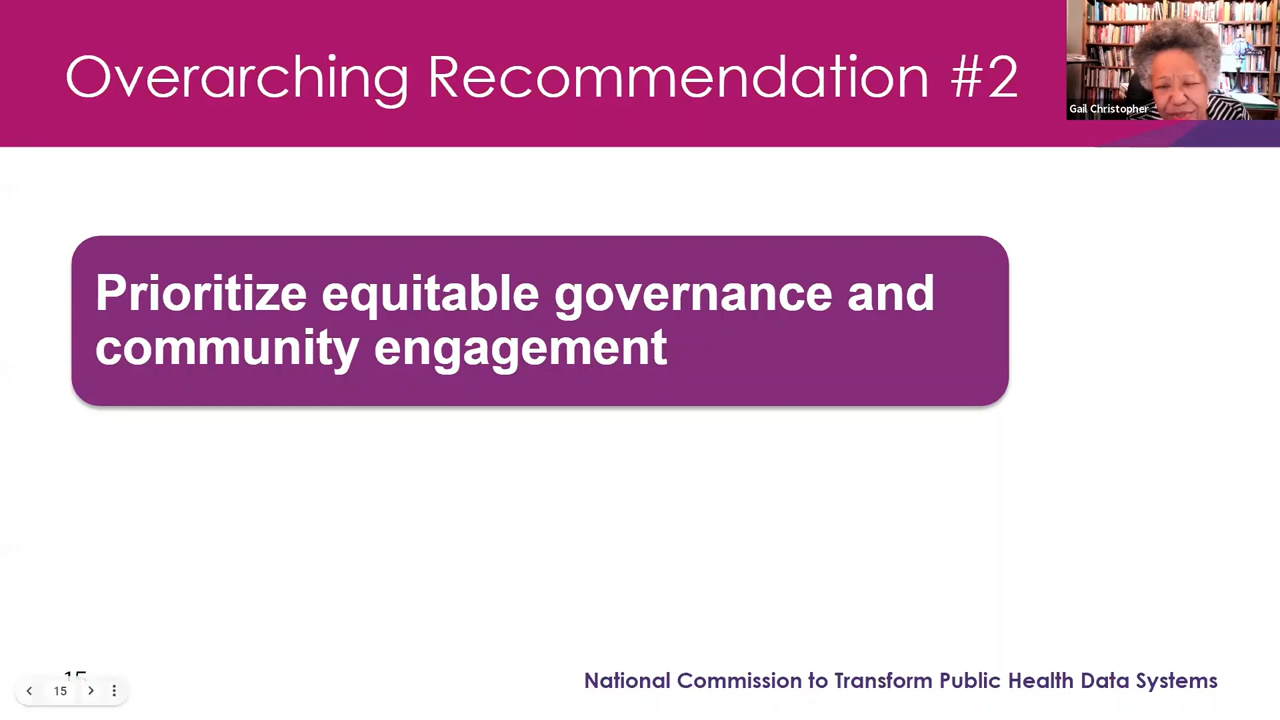 Overarching Recommendation #2
Gail Christopher
Prioritize equitable governance and
community engagement
15
15
National Commission to Transform Public Health Data Systems